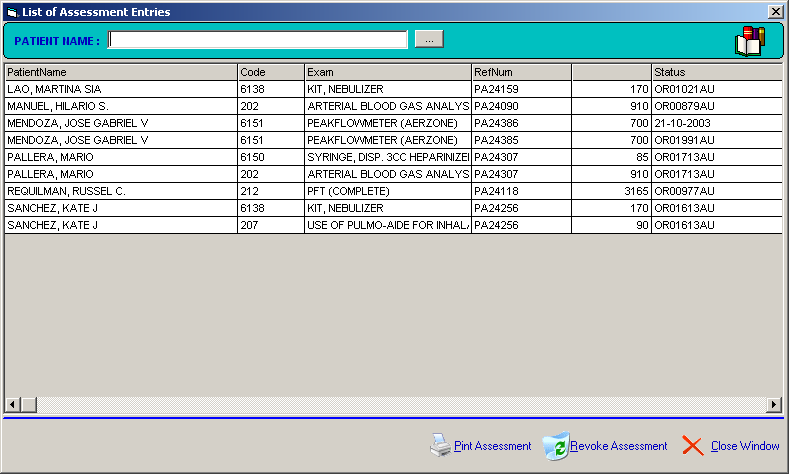 List of Assessment Entries
PATIENT NAME : ...
PatientName Code Exam RefNum Status
LAO, MARTINA SIA 6138 KIT, NEBULIZER PA24159 170 OR01021AU
MANUEL, HILARIO S. 202 ARTERIAL BLOOD GAS ANALYS PA24090 910 OR00879AU
MENDOZA, JOSE GABRIEL V 6151 PEAKFLOWMETER (AERZONE) PA24386 700 21-10-2003
MENDOZA, JOSE GABRIEL V 6151 PEAKFLOWMETER (AERZONE) PA24385 700 OR01991AU
PALLERA, MARIO 6150 SYRINGE, DISP. 3CC HEPARINIZE PA24307 85 OR01713AU
PALLERA, MARIO 202 ARTERIAL BLOOD GAS ANALYS PA24307 910 OR01713AU
REQUILMAN, RUSSEL C. 212 PFT (COMPLETE) PA24118 3165 OR00977AU
SANCHEZ, KATE J 6138 KIT, NEBULIZER PA24256 170 OR01613AU
SANCHEZ, KATE J 207 USE OF PULMO-AIDE FOR INHAL PA24256 90 OR01613AU
Pint Assessment Revoke Assessment Close Window